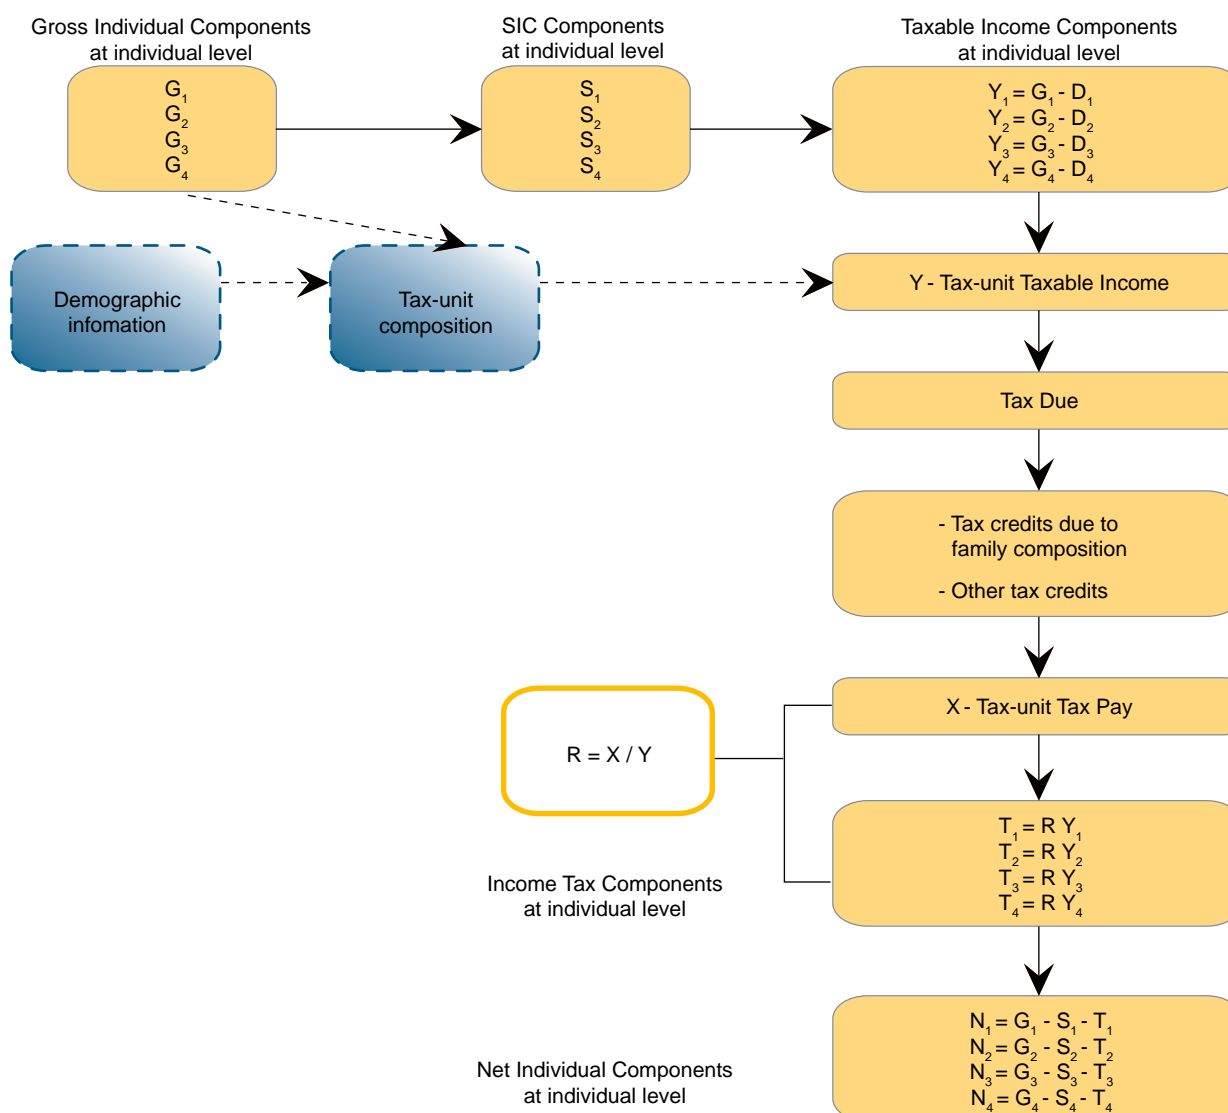 Gross Individual Components
at individual level
SIC Components
at individual level
Taxable Income Components
at individual level
G1
G2
G3
G4
S1
S2
S3
S4
Y1 = G1 - D1
Y2 = G2 - D2
Y3 = G3 - D3
Y4 = G4 - D4
Demographic
infomation
Tax-unit
composition
Y - Tax-unit Taxable Income
Tax Due
- Tax credits due to
family composition
- Other tax credits
X - Tax-unit Tax Pay
R = X / Y
T1 = R Y1
T2 = R Y2
T3 = R Y3
T4 = R Y4
Income Tax Components
at individual level
N1 = G1 - S1 - T1
N2 = G2 - S2 - T2
N3 = G3 - S3 - T3
N4 = G4 - S4 - T4
Net Individual Components
at individual level